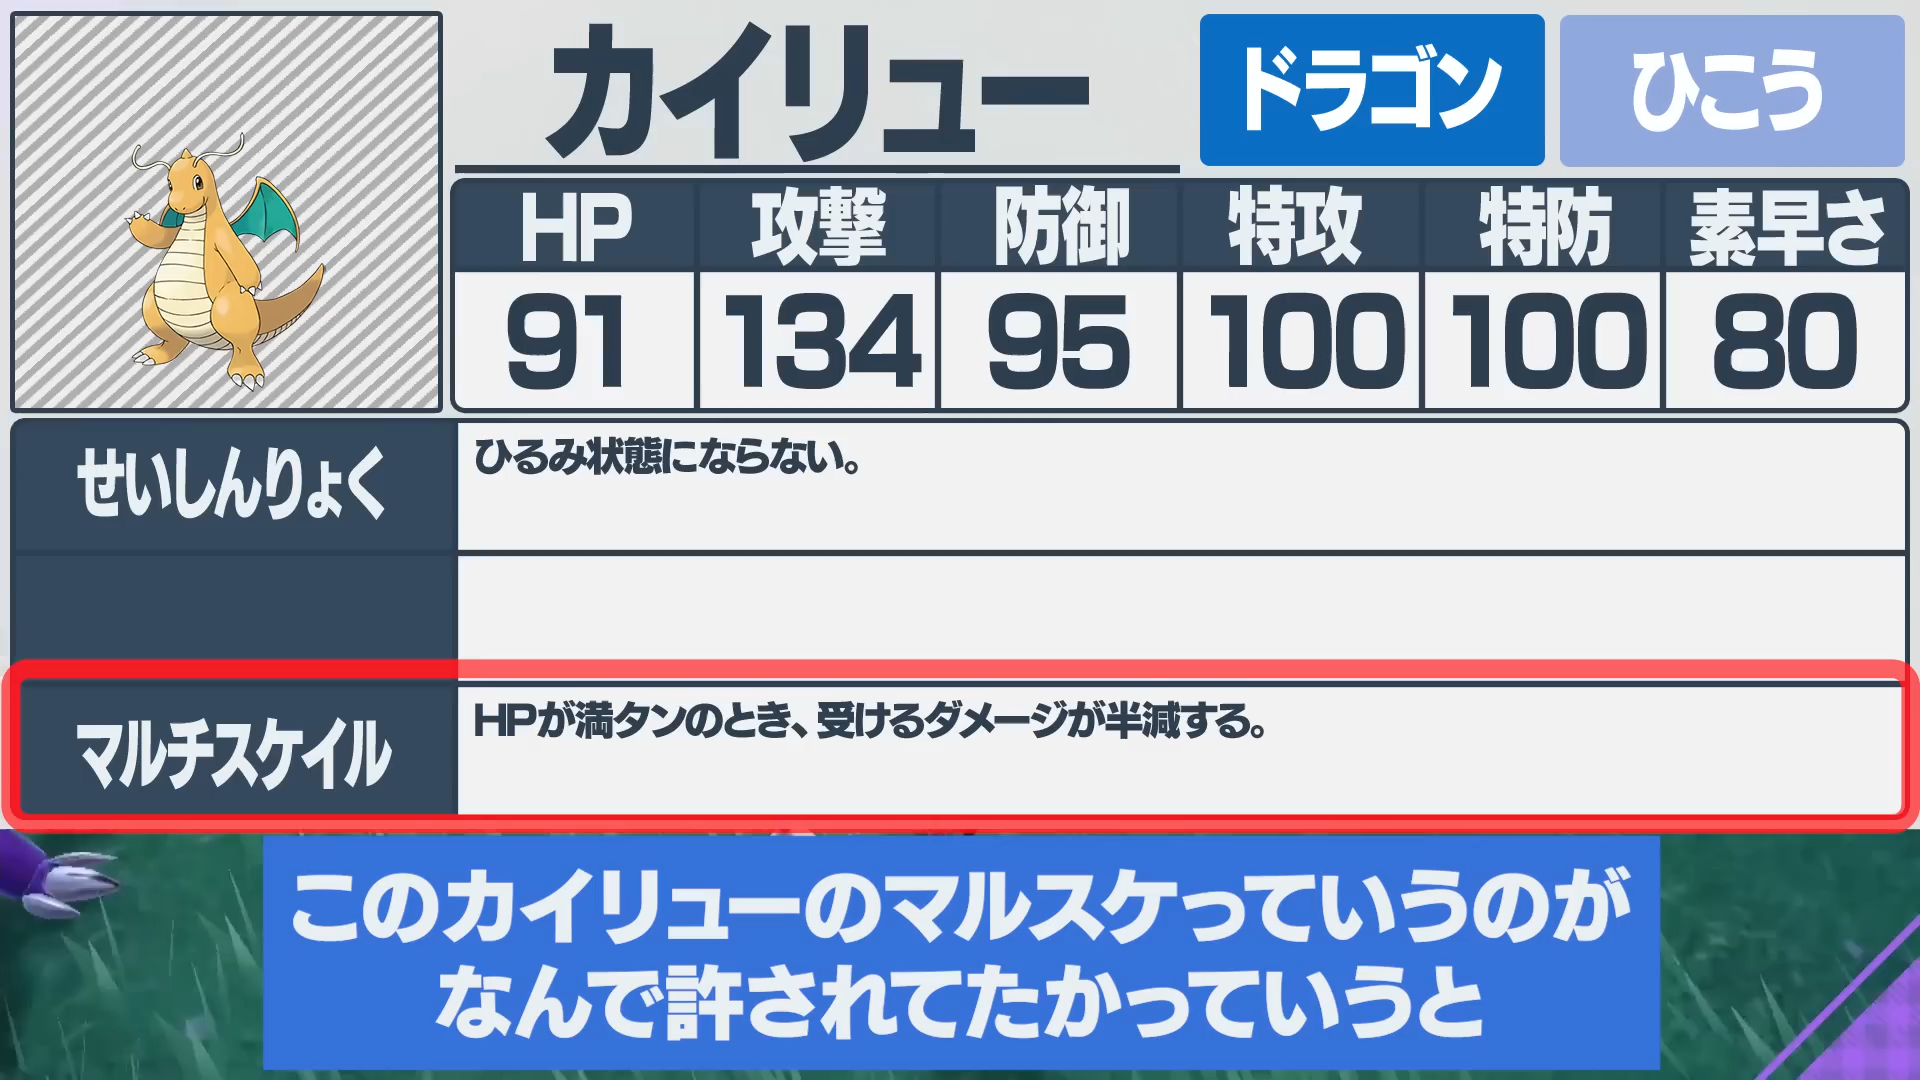 カイリュー
ドラゴン
ひこう
HP 攻撃 防御 特攻 特防 素早さ
91 134 95 100 100 80
せいしんりょく
ひるみ状態にならない。
マルチスケイル
HPが満タンのとき、受けるダメージが半減する。
このカイリューのマルスケっていうのが
なんで許されてたかっていうと